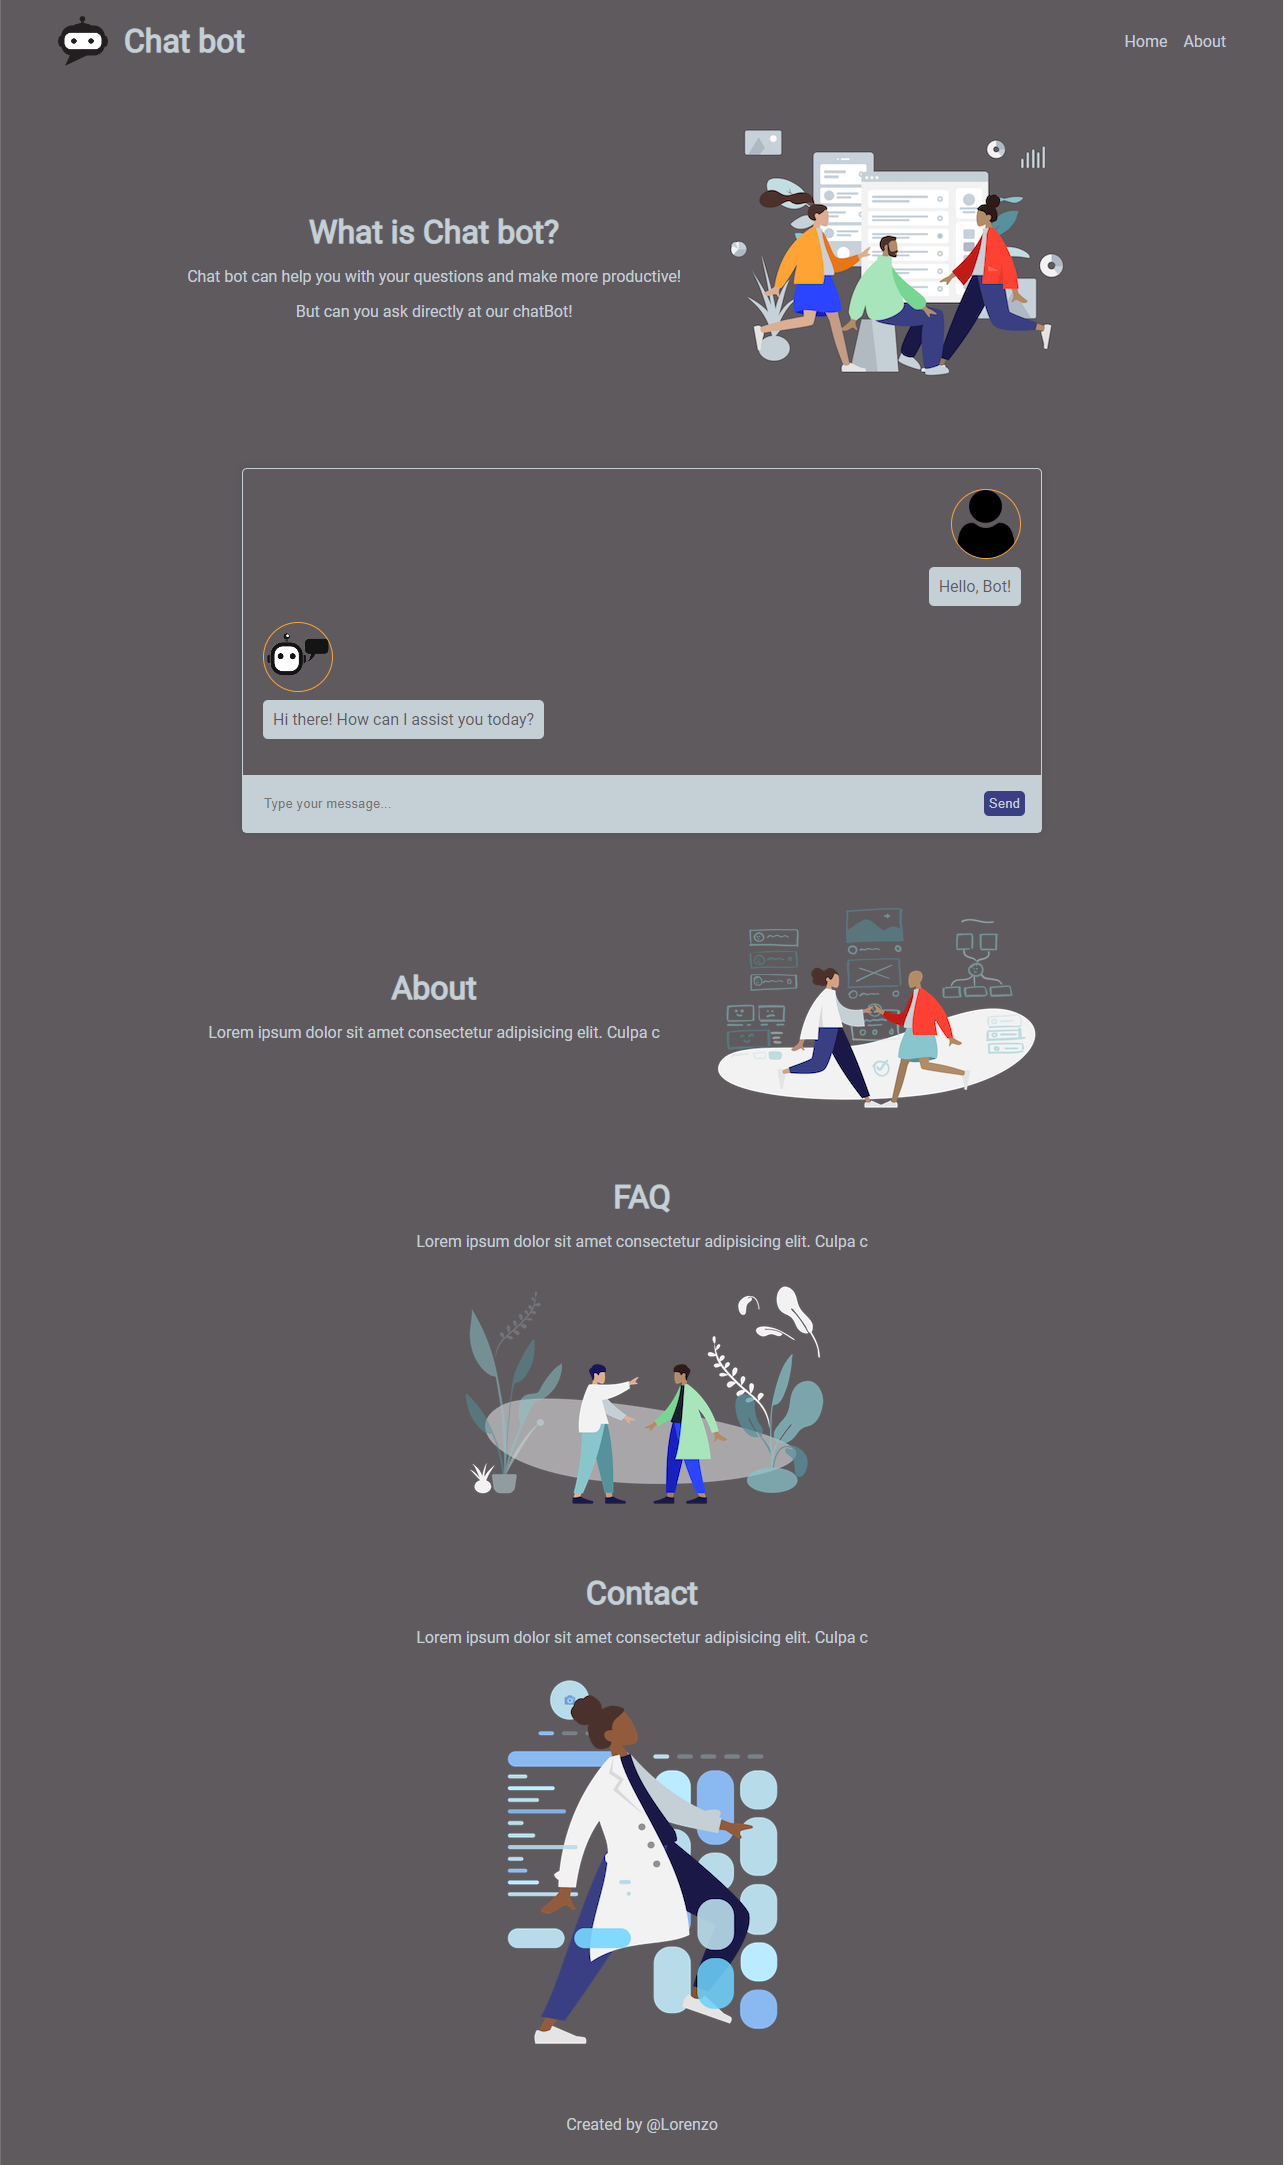 Chat bot
Home
About
What is Chat bot?
Chat bot can help you with your questions and make more productive!
But can you ask directly at our chatBot!
Hello, Bot!
Hi there! How can I assist you today?
Type your message...
Send
About
Lorem ipsum dolor sit amet consectetur adipisicing elit. Culpa c
FAQ
Lorem ipsum dolor sit amet consectetur adipisicing elit. Culpa c
Contact
Lorem ipsum dolor sit amet consectetur adipisicing elit. Culpa c
Created by @Lorenzo